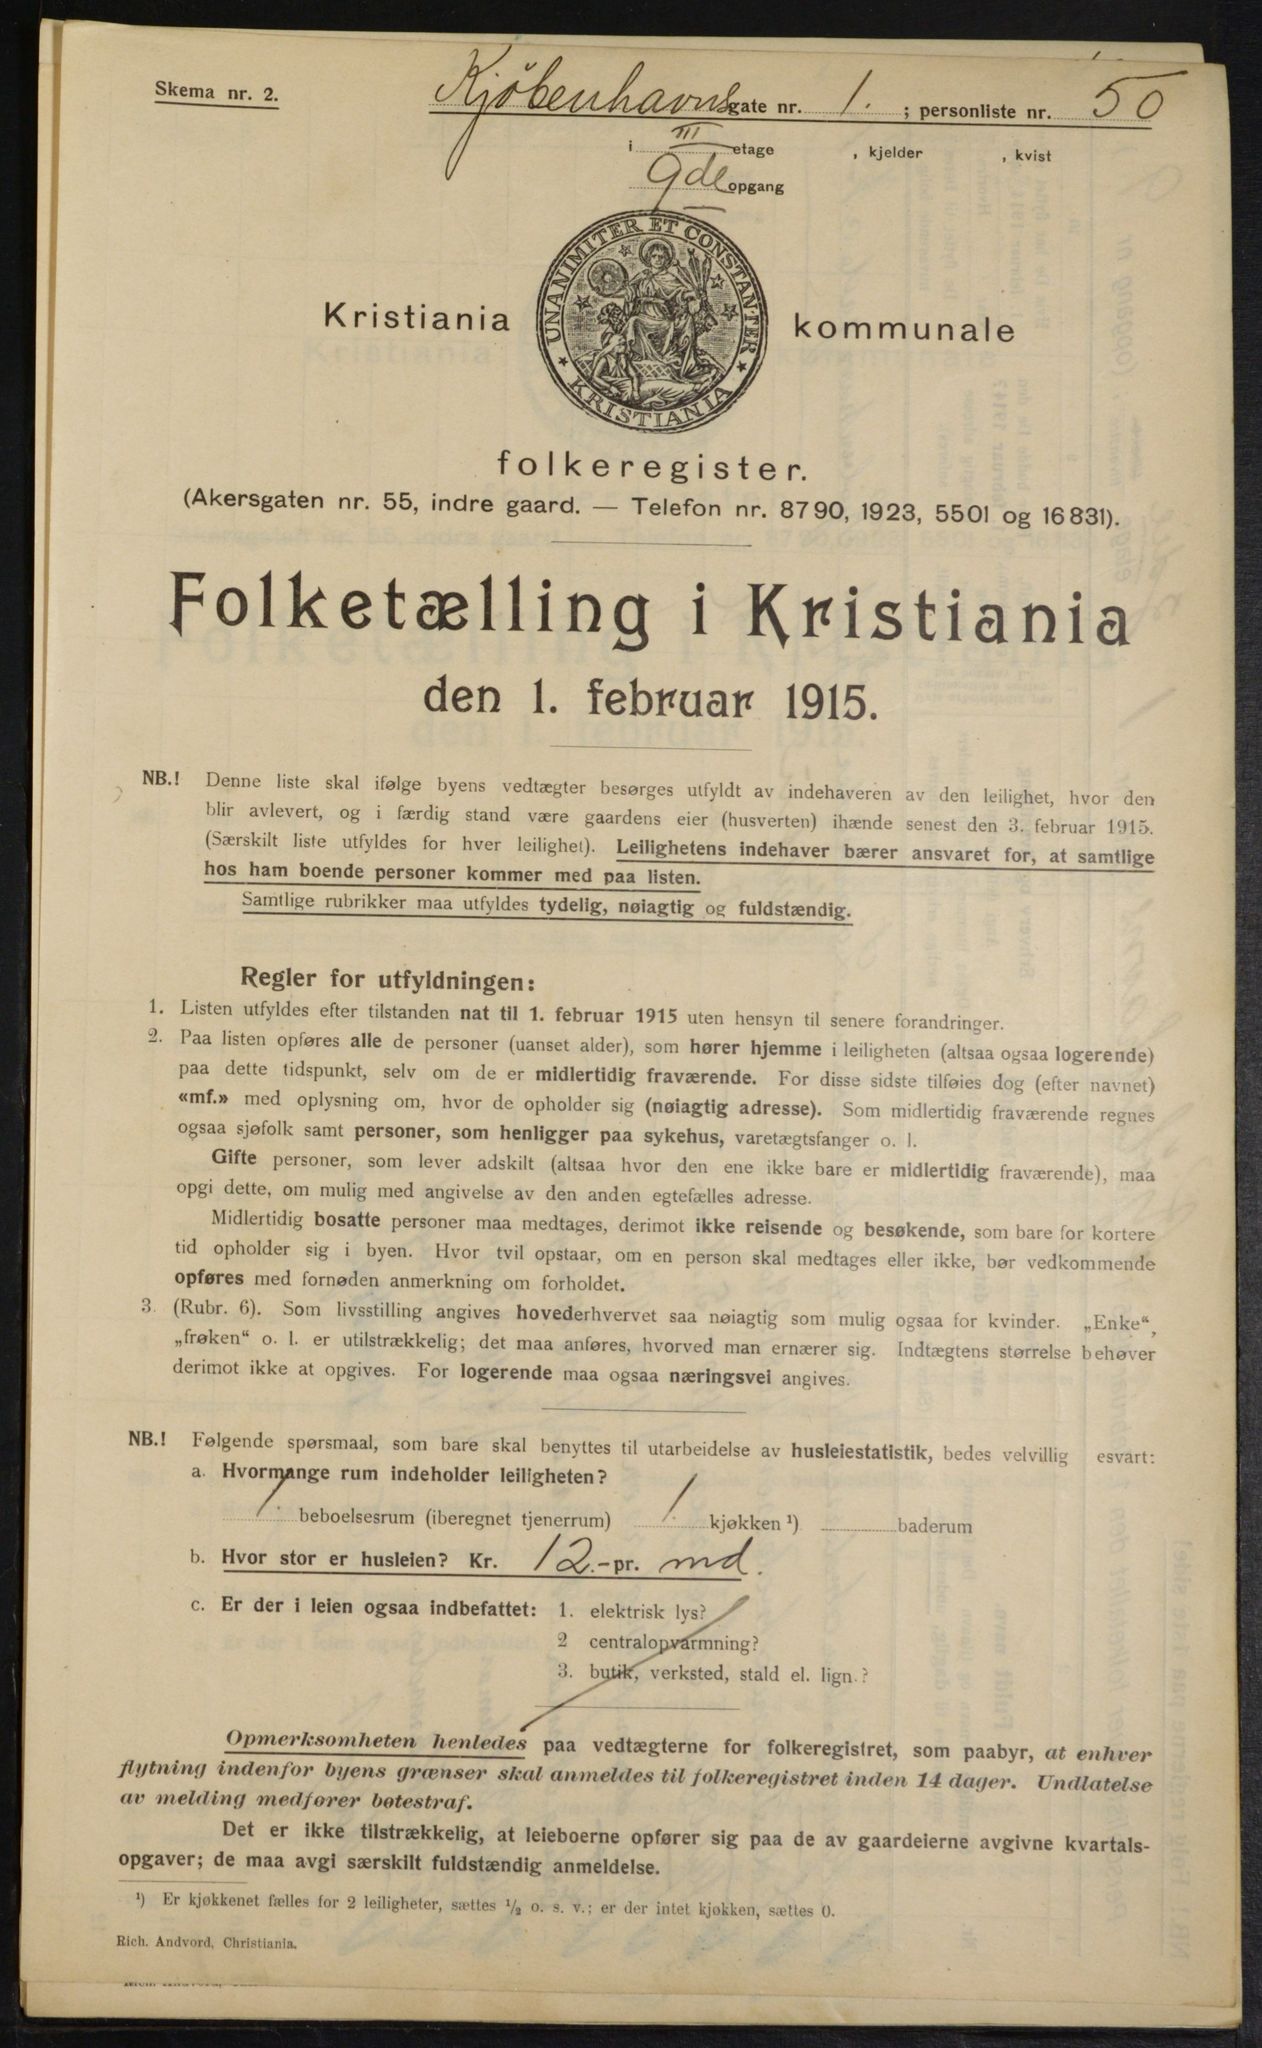 Skema nr. 2.
Kjöbenhavnsgate nr. 1. ; personliste nr. 50
i III etage , kjelder , kvist
9de opgang
UNANIMITER ET CONSTANTER
KRISTIANIA
Kristiania kommunale
folkeregister.
(Akersgaten nr. 55, indre gaard. — Telefon nr. 8790, 1923, 5501 og 16831).
Folketælling i Kristiania
den 1. februar 1915.
NB.! Denne liste skal ifølge byens vedtægter besørges utfyldt av indehaveren av den leilighet, hvor den
blir avlevert, og i færdig stand være gaardens eier (husverten) ihænde senest den 3. februar 1915.
(Særskilt liste utfyldes for hver leilighet). Leilighetens indehaver bærer ansvaret for, at samtlige
hos ham boende personer kommer med paa listen.
Samtlige rubrikker maa utfyldes tydelig, nøiagtig og fuldstændig.
Regler for utfyldningen:
1. Listen utfyldes efter tilstanden nat til 1. februar 1915 uten hensyn til senere forandringer.
2. Paa listen opføres alle de personer (uanset alder), som hører hjemme i leiligheten (altsaa ogsaa logerende)
paa dette tidspunkt, selv om de er midlertidig fraværende. For disse sidste tilføies dog (efter navnet)
«mf.» med oplysning om, hvor de opholder sig (nøiagtig adresse). Som midlertidig fraværende regnes
ogsaa sjøfolk samt personer, som henligger paa sykehus, varetægtsfanger o. l.
Gifte personer, som lever adskilt (altsaa hvor den ene ikke bare er midlertidig fraværende), maa
opgi dette, om mulig med angivelse av den anden egtefælles adresse.
Midlertidig bosatte personer maa medtages, derimot ikke reisende og besøkende, som bare for kortere
tid opholder sig i byen. Hvor tvil opstaar, om en person skal medtages eller ikke, bør vedkommende
opføres med fornøden anmerkning om forholdet.
3. (Rubr. 6). Som livsstilling angives hovederhvervet saa nøiagtig som mulig ogsaa for kvinder. „Enke“,
„frøken“ o. l. er utilstrækkelig; det maa anføres, hvorved man ernærer sig. Indtægtens størrelse behøver
derimot ikke at opgives. For logerende maa ogsaa næringsvei angives.
NB.! Følgende spørsmaal, som bare skal benyttes til utarbeidelse av husleiestatistik, bedes velvillig esvart:
a. Hvormange rum indeholder leiligheten?
1. beboelsesrum (iberegnet tjenerrum) 1. kjøkken ¹) baderum
b. Hvor stor er husleien? Kr. 12.- pr. md.
c. Er der i leien ogsaa indbefattet: 1. elektrisk lys?
2 centralopvarmning?
3. butik, verksted, stald el. lign.?
Opmerksomheten henledes paa vedtægterne for folkeregistret, som paabyr, at enhver
flytning indenfor byens grænser skal anmeldes til folkeregistret inden 14 dager. Undlatelse
av melding medfører bøtestraf.
Det er ikke tilstrækkelig, at leieboerne opfører sig paa de av gaardeierne avgivne kvartals-
opgaver; de maa avgi særskilt fuldstændig anmeldelse.
¹) Er kjøkkenet fælles for 2 leiligheter, sættes ½ o. s. v.; er der intet kjøkken, sættes 0.
Rich. Andvord, Christiania.